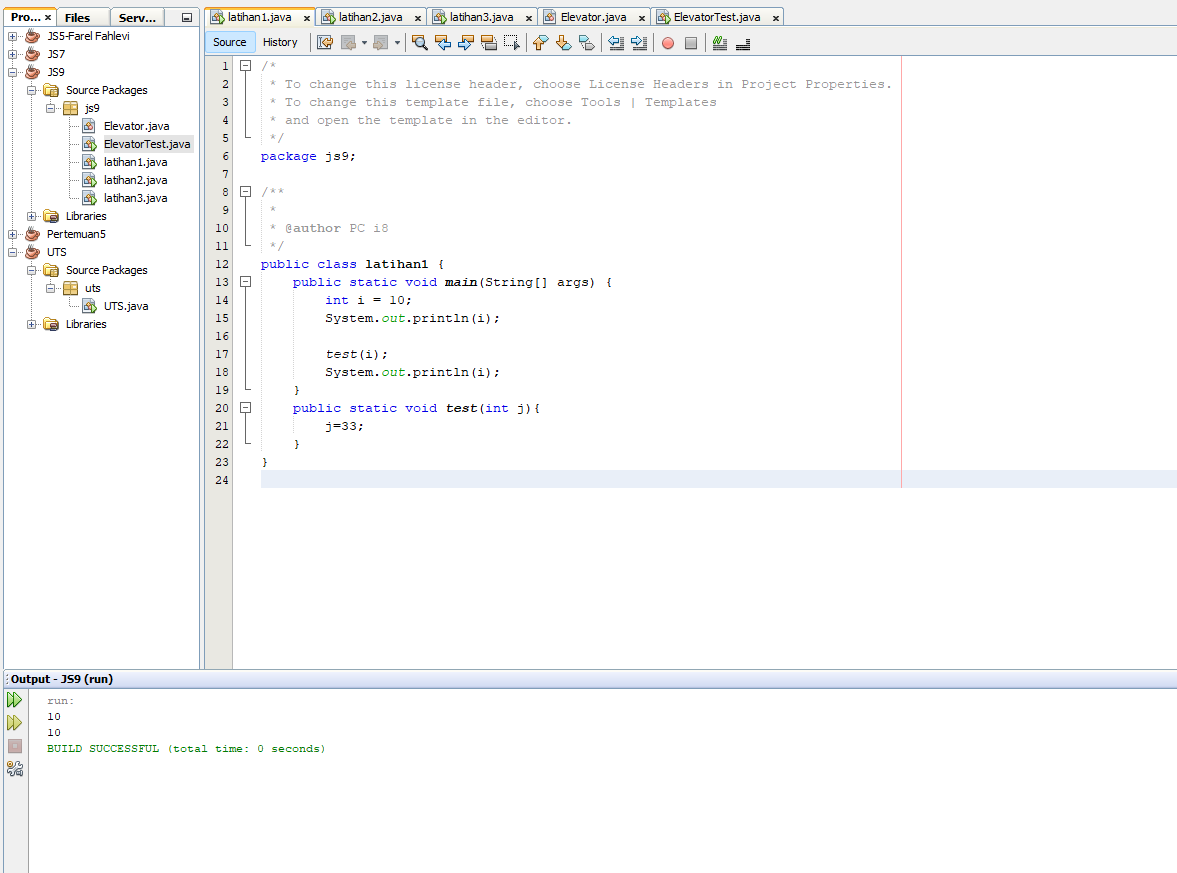 Pro... × Files Serv...
JS5-Farel Fahlevi
JS7
JS9
Source Packages
js9
Elevator.java
ElevatorTest.java
latihan1.java
latihan2.java
latihan3.java
Libraries
Pertemuan5
UTS
Source Packages
uts
UTS.java
Libraries
latihan1.java × latihan2.java × latihan3.java × Elevator.java × ElevatorTest.java ×
Source History
1 /*
2  * To change this license header, choose License Headers in Project Properties.
3  * To change this template file, choose Tools | Templates
4  * and open the template in the editor.
5  */
6 package js9;
7
8 /**
9  *
10  * @author PC i8
11  */
12 public class latihan1 {
13     public static void main(String[] args) {
14         int i = 10;
15         System.out.println(i);
16
17         test(i);
18         System.out.println(i);
19     }
20     public static void test(int j){
21         j=33;
22     }
23 }
24
Output - JS9 (run)
run:
10
10
BUILD SUCCESSFUL (total time: 0 seconds)